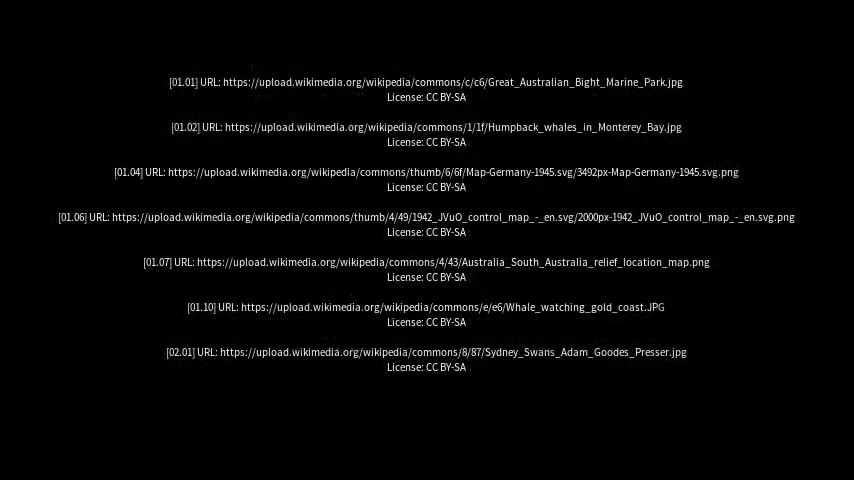 [01.01] URL: https://upload.wikimedia.org/wikipedia/commons/c/c6/Great_Australian_Bight_Marine_Park.jpg
License: CC BY-SA
[01.02] URL: https://upload.wikimedia.org/wikipedia/commons/1/1f/Humpback_whales_in_Monterey_Bay.jpg
License: CC BY-SA
[01.04] URL: https://upload.wikimedia.org/wikipedia/commons/thumb/6/6f/Map-Germany-1945.svg/3492px-Map-Germany-1945.svg.png
License: CC BY-SA
[01.06] URL: https://upload.wikimedia.org/wikipedia/commons/thumb/4/49/1942_JVuO_control_map_-_en.svg/2000px-1942_JVuO_control_map_-_en.svg.png
License: CC BY-SA
[01.07] URL: https://upload.wikimedia.org/wikipedia/commons/4/43/Australia_South_Australia_relief_location_map.png
License: CC BY-SA
[01.10] URL: https://upload.wikimedia.org/wikipedia/commons/e/e6/Whale_watching_gold_coast.JPG
License: CC BY-SA
[02.01] URL: https://upload.wikimedia.org/wikipedia/commons/8/87/Sydney_Swans_Adam_Goodes_Presser.jpg
License: CC BY-SA